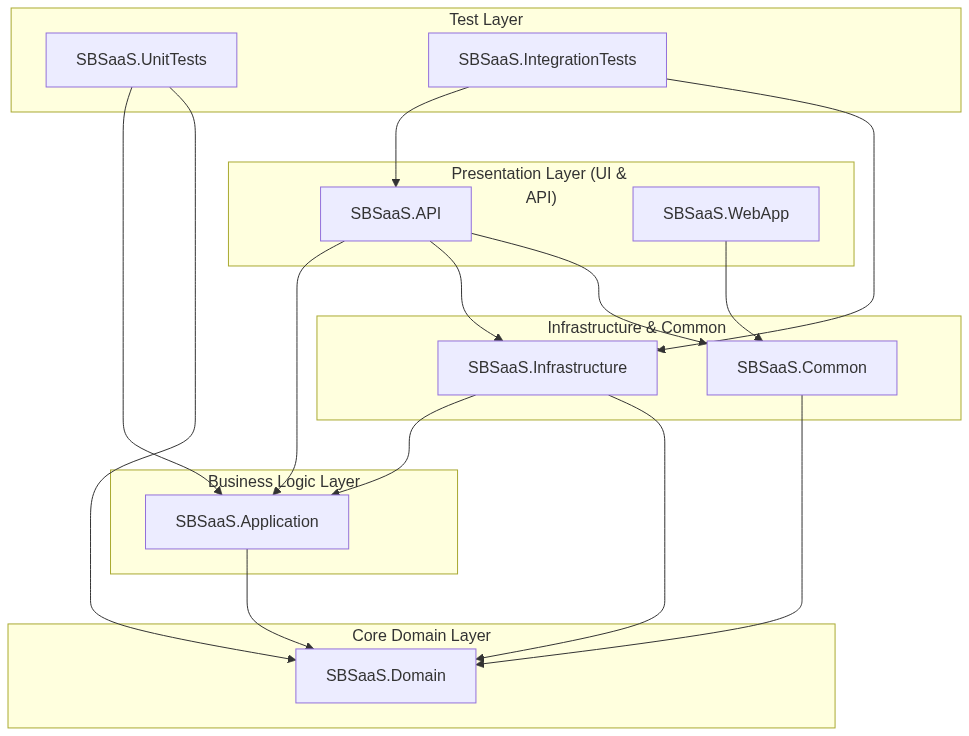 Test Layer
SBSaaS.UnitTests
SBSaaS.IntegrationTests
Presentation Layer (UI &
API)
SBSaaS.API
SBSaaS.WebApp
Infrastructure & Common
SBSaaS.Infrastructure
SBSaaS.Common
Business Logic Layer
SBSaaS.Application
Core Domain Layer
SBSaaS.Domain